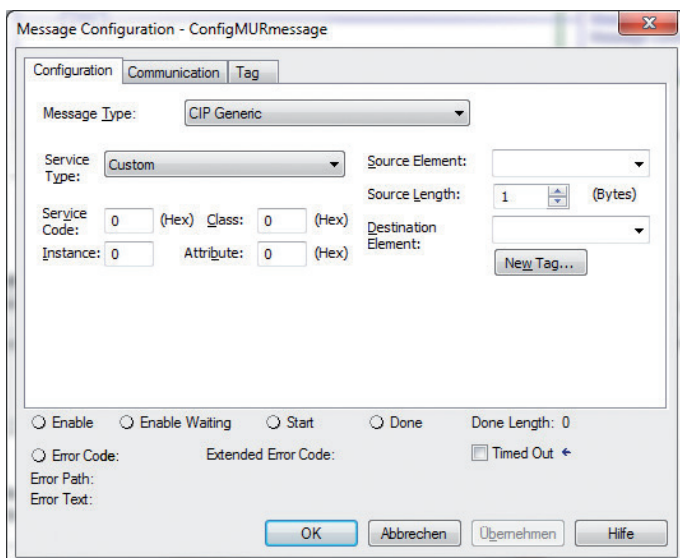 Message Configuration - ConfigMURmessage
Configuration Communication Tag
Message Type: CIP Generic
Service Type: Custom
Source Element:
Source Length: 1 (Bytes)
Service Code: 0 (Hex) Class: 0 (Hex)
Destination Element:
Instance: 0 Attribute: 0 (Hex)
New Tag...
Enable Enable Waiting Start Done Done Length: 0
Error Code: Extended Error Code: Timed Out ←
Error Path:
Error Text:
OK Abbrechen Übernehmen Hilfe